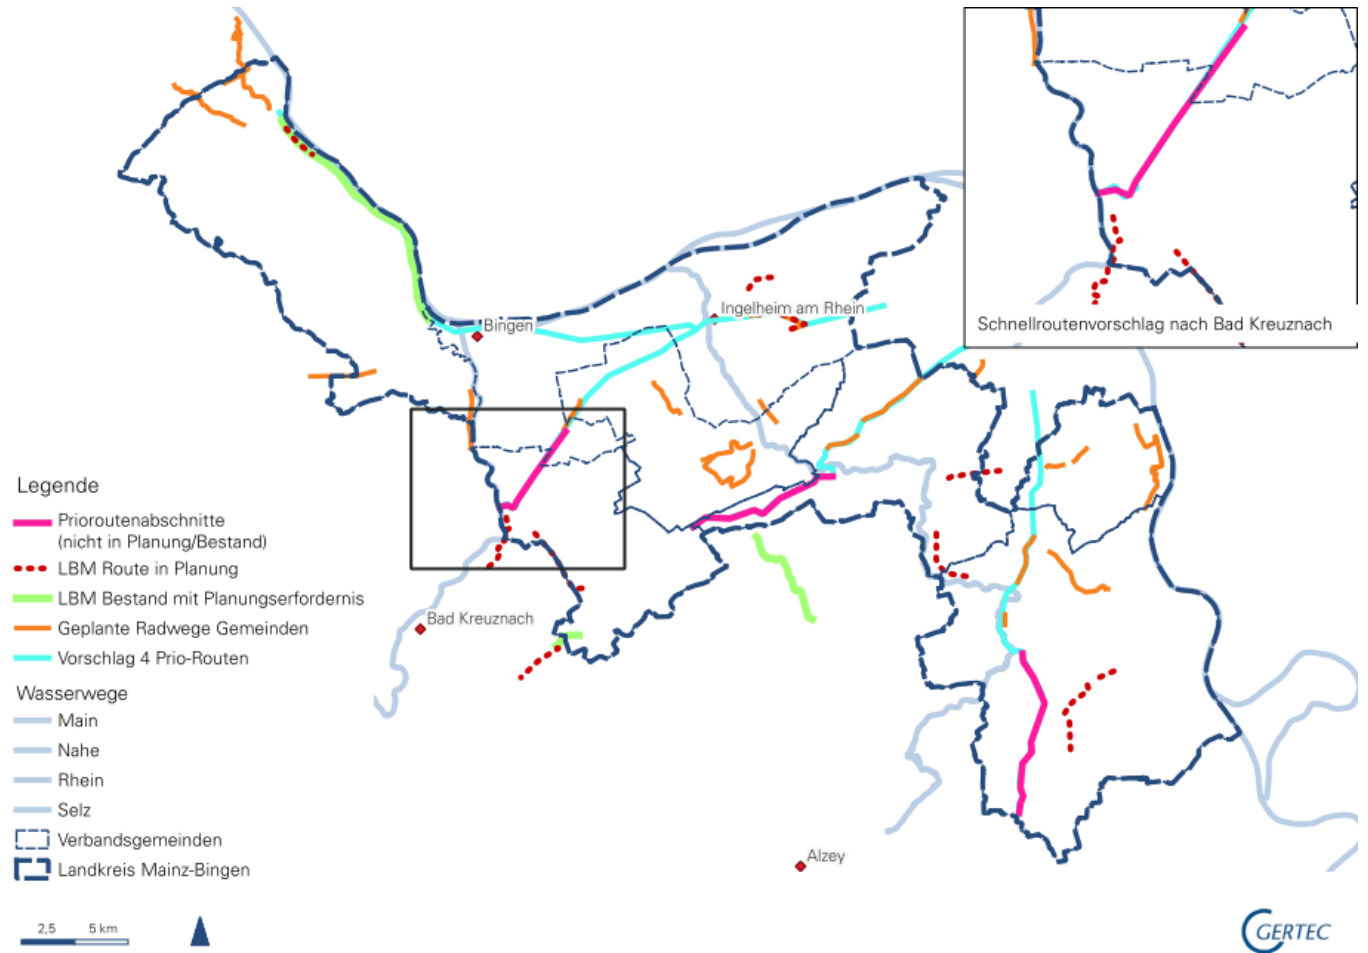 Schnellroutenvorschlag nach Bad Kreuznach
Ingelheim am Rhein
Bingen
Bad Kreuznach
Alzey
Legende
Prioroutenabschnitte
(nicht in Planung/Bestand)
LBM Route in Planung
LBM Bestand mit Planungserfordernis
Geplante Radwege Gemeinden
Vorschlag 4 Prio-Routen
Wasserwege
Main
Nahe
Rhein
Selz
Verbandsgemeinden
Landkreis Mainz-Bingen
2,5 5 km
GERTEC